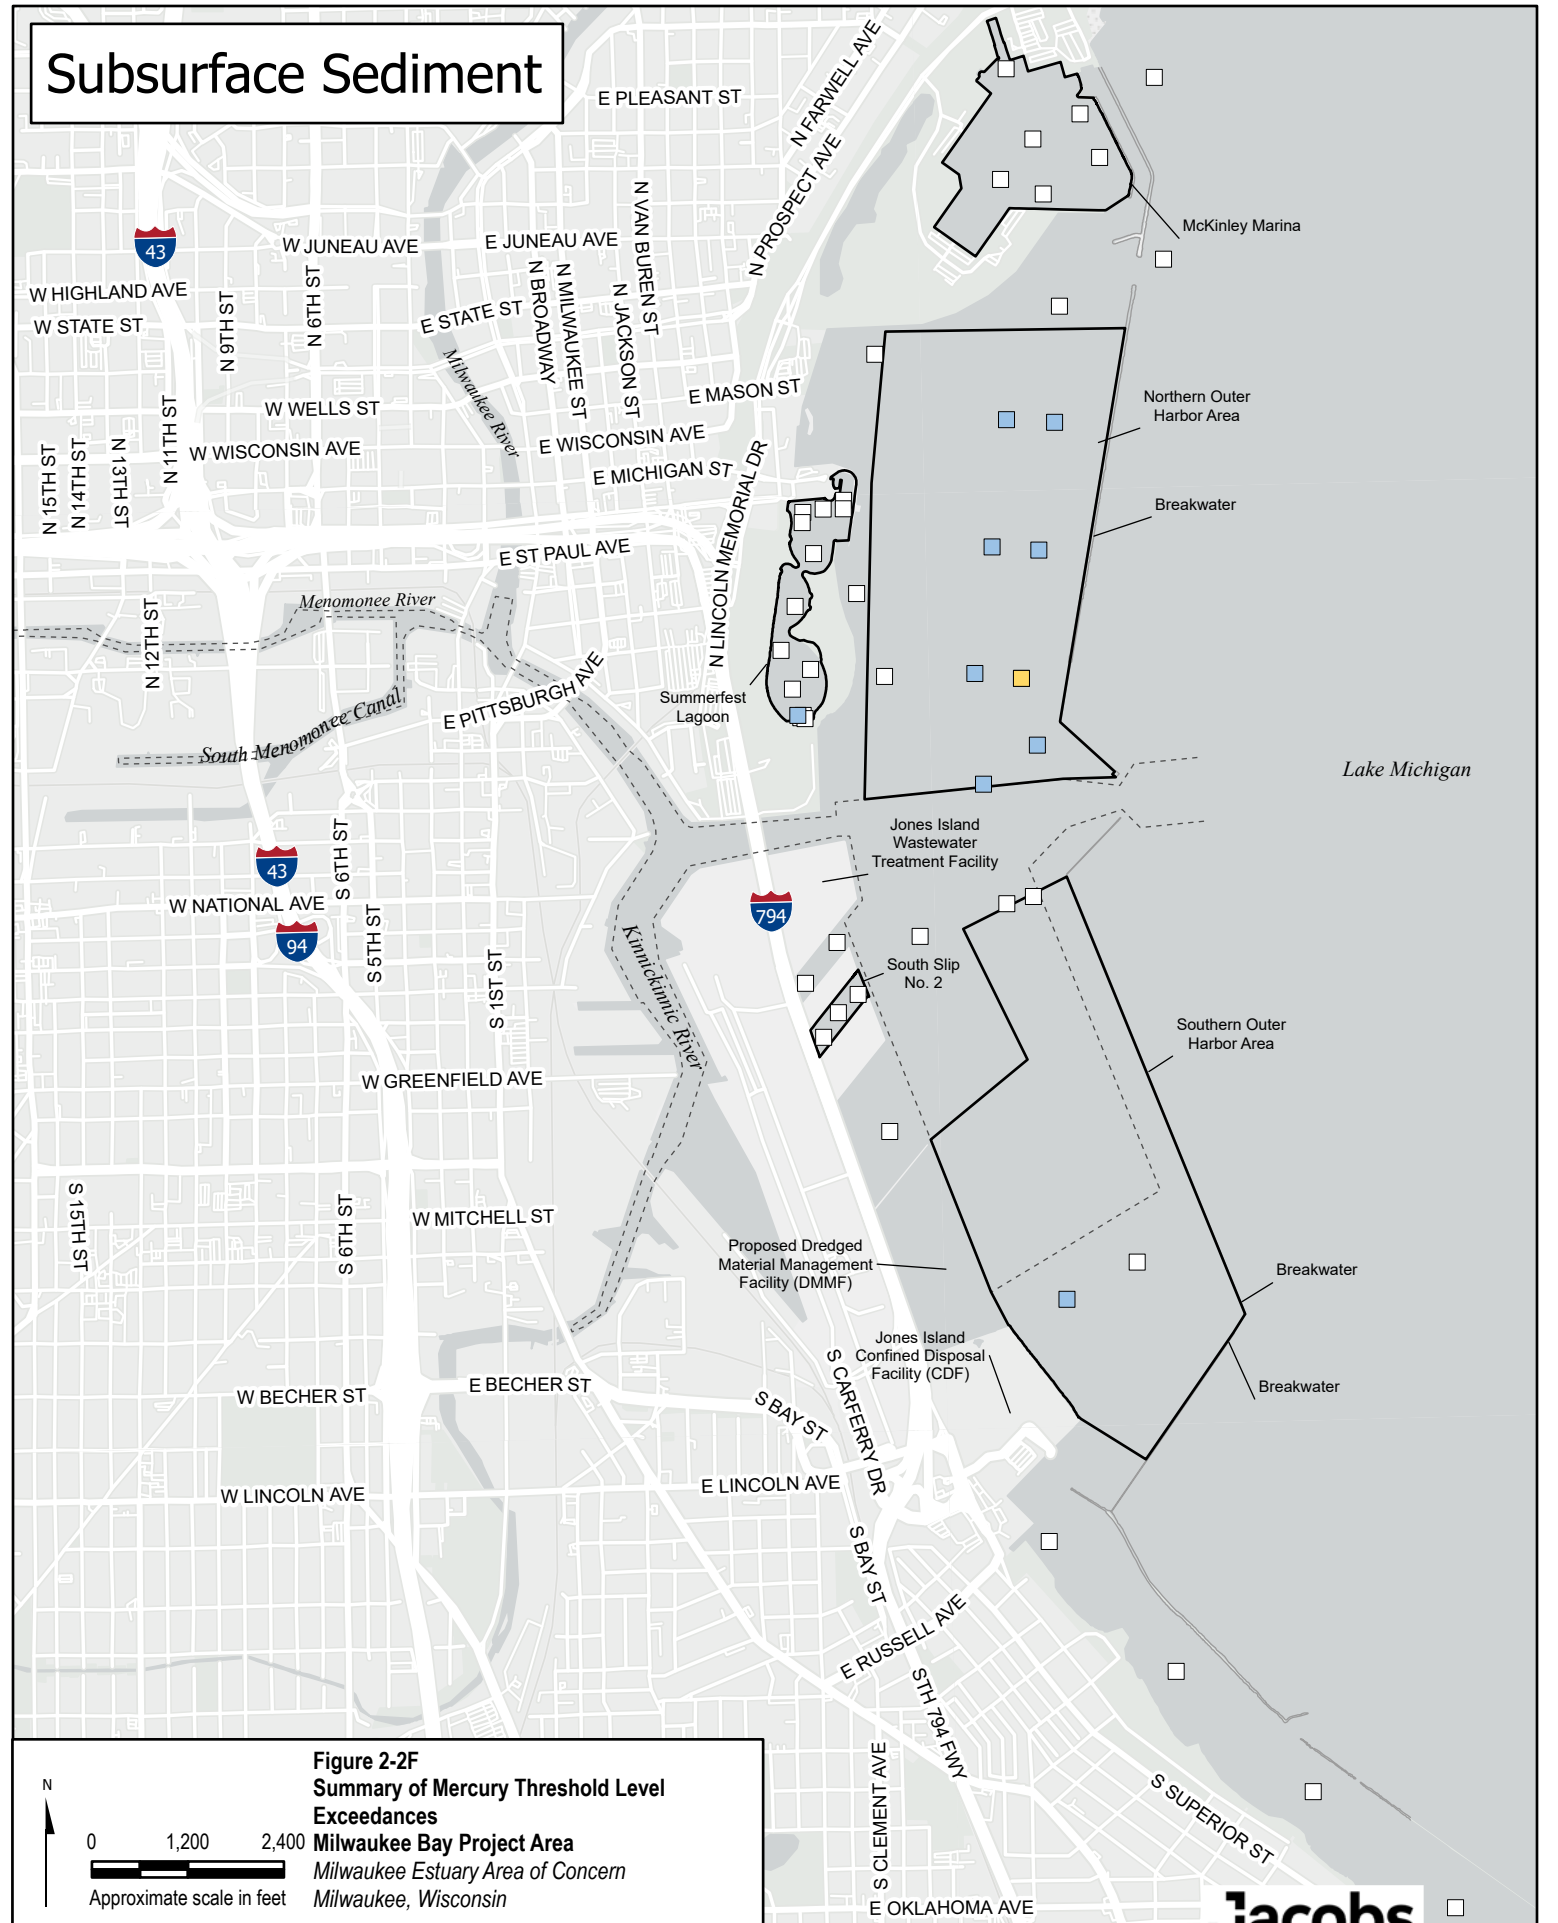 Subsurface Sediment
E PLEASANT ST
N FARWELL AVE
N PROSPECT AVE
McKinley Marina
43
W JUNEAU AVE
E JUNEAU AVE
N VAN BUREN ST
W HIGHLAND AVE
W STATE ST
N 9TH ST
N 6TH ST
E STATE ST
N BROADWAY
N MILWAUKEE ST
N JACKSON ST
Milwaukee River
E MASON ST
Northern Outer
Harbor Area
W WELLS ST
N 11TH ST
W WISCONSIN AVE
E WISCONSIN AVE
N 15TH ST
N 14TH ST
N 13TH ST
E MICHIGAN ST
N LINCOLN MEMORIAL DR
Breakwater
E ST PAUL AVE
Menomonee River
N 12TH ST
E PITTSBURGH AVE
Summerfest
Lagoon
South Menomonee Canal
Lake Michigan
Jones Island
Wastewater
Treatment Facility
43
S 6TH ST
W NATIONAL AVE
794
94
S 5TH ST
S 1ST ST
Kinnickinnic River
South Slip
No. 2
Southern Outer
Harbor Area
W GREENFIELD AVE
S 15TH ST
S 6TH ST
W MITCHELL ST
Proposed Dredged
Material Management
Facility (DMMF)
Breakwater
Jones Island
Confined Disposal
Facility (CDF)
Breakwater
W BECHER ST
E BECHER ST
S BAY ST
S CARFERRY DR
W LINCOLN AVE
E LINCOLN AVE
S BAY ST
E RUSSELL AVE
STH 794 FWY
S CLEMENT AVE
S SUPERIOR ST
E OKLAHOMA AVE
Figure 2-2F
Summary of Mercury Threshold Level
Exceedances
Milwaukee Bay Project Area
Milwaukee Estuary Area of Concern
Milwaukee, Wisconsin
N
0 1,200 2,400
Approximate scale in feet
Jacobs